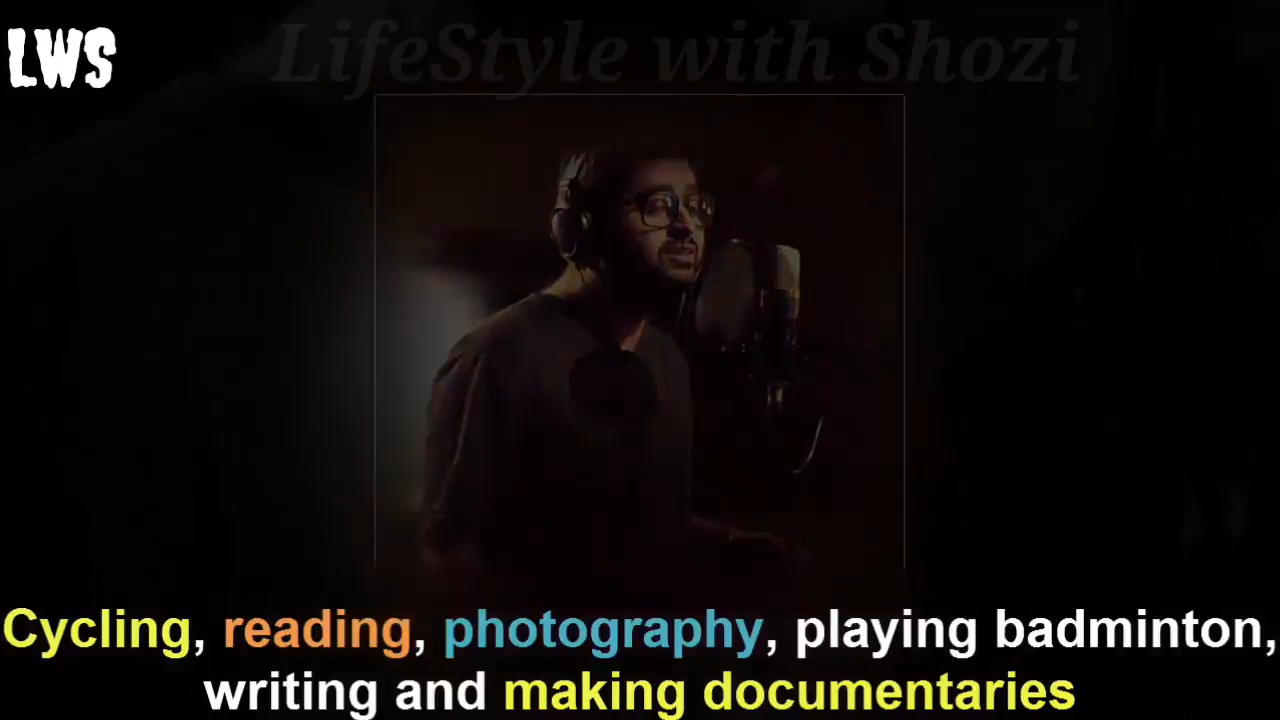 LWS
LifeStyle with Shozi
Cycling, reading, photography, playing badminton,
writing and making documentaries